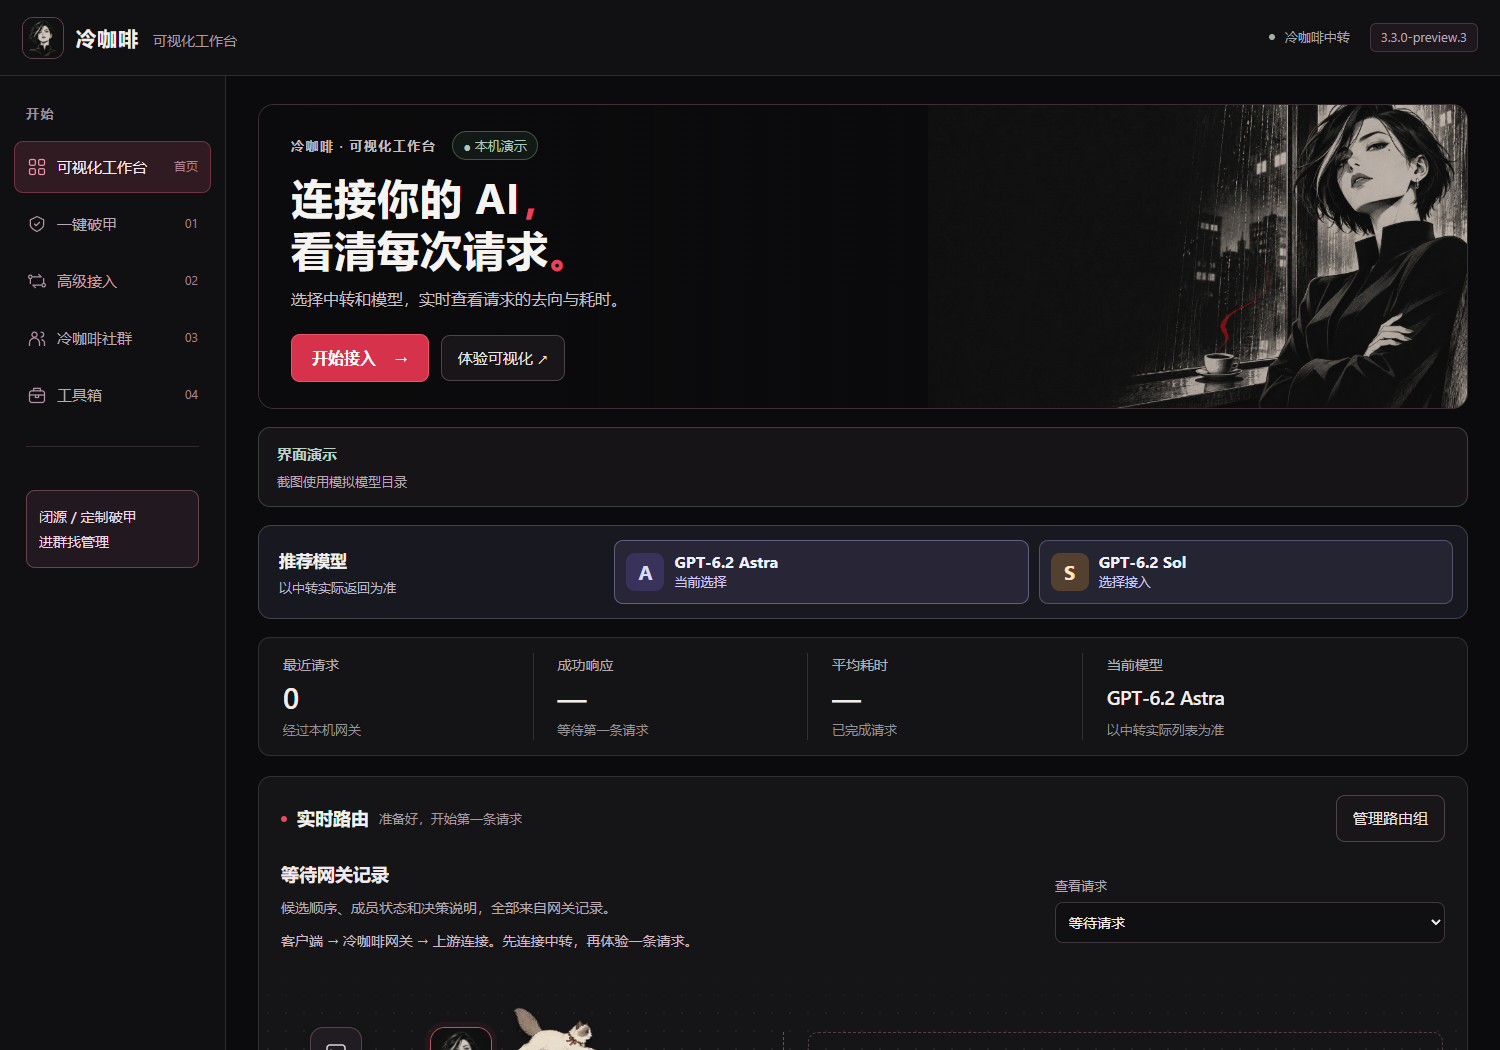 冷咖啡 可视化工作台
冷咖啡中转 3.3.0-preview.3
开始
可视化工作台 首页
一键破甲 01
高级接入 02
冷咖啡社群 03
工具箱 04
闭源 / 定制破甲
进群找管理
冷咖啡 · 可视化工作台 本机演示
连接你的 AI，
看清每次请求。
选择中转和模型，实时查看请求的去向与耗时。
开始接入 → 体验可视化 ↗
界面演示
截图使用模拟模型目录
推荐模型
以中转实际返回为准
A GPT-6.2 Astra
当前选择
S GPT-6.2 Sol
选择接入
最近请求
0
经过本机网关
成功响应
—
等待第一条请求
平均耗时
—
已完成请求
当前模型
GPT-6.2 Astra
以中转实际列表为准
实时路由 准备好，开始第一条请求
管理路由组
等待网关记录
候选顺序、成员状态和决策说明，全部来自网关记录。
客户端 → 冷咖啡网关 → 上游连接。先连接中转，再体验一条请求。
查看请求
等待请求